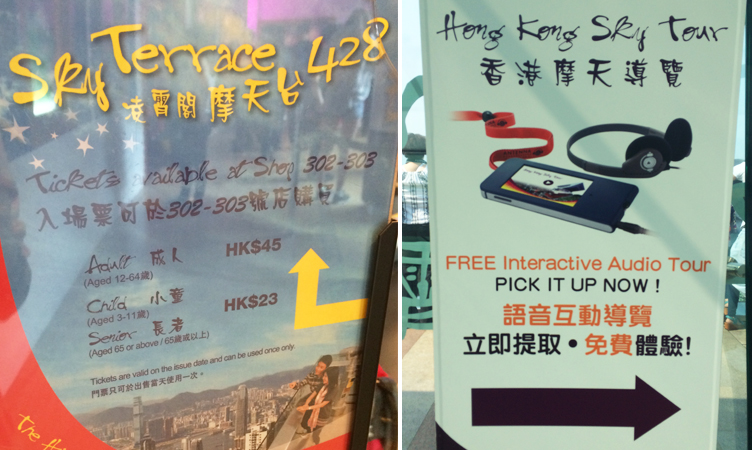 Sky Terrace 428
凌霄閣摩天台
Tickets available at Shop 302-303
入場票可於302-303號店購買
Adult 成人 HK$45
(Aged 12-64歲)
Child 小童 HK$23
(Aged 3-11歲)
Senior 長者
(Aged 65 or above / 65歲或以上)
Tickets are valid on the issue date and can be used once only.
門票只可於出售當天使用一次。
the
Hong Kong Sky Tour
香港摩天導覽
FREE Interactive Audio Tour
PICK IT UP NOW !
語音互動導覽
立即提取 • 免費體驗!